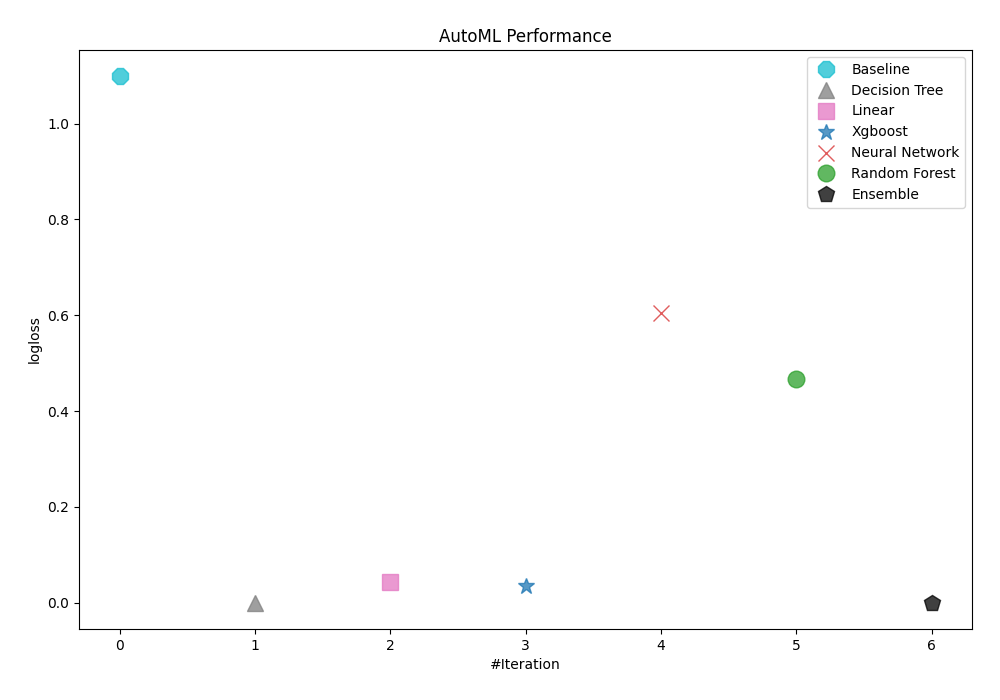 AutoML Performance
Baseline
Decision Tree
Linear
Xgboost
Neural Network
Random Forest
Ensemble
1.0
0.8
0.6
0.4
0.2
0.0
logloss
0 1 2 3 4 5 6
#Iteration